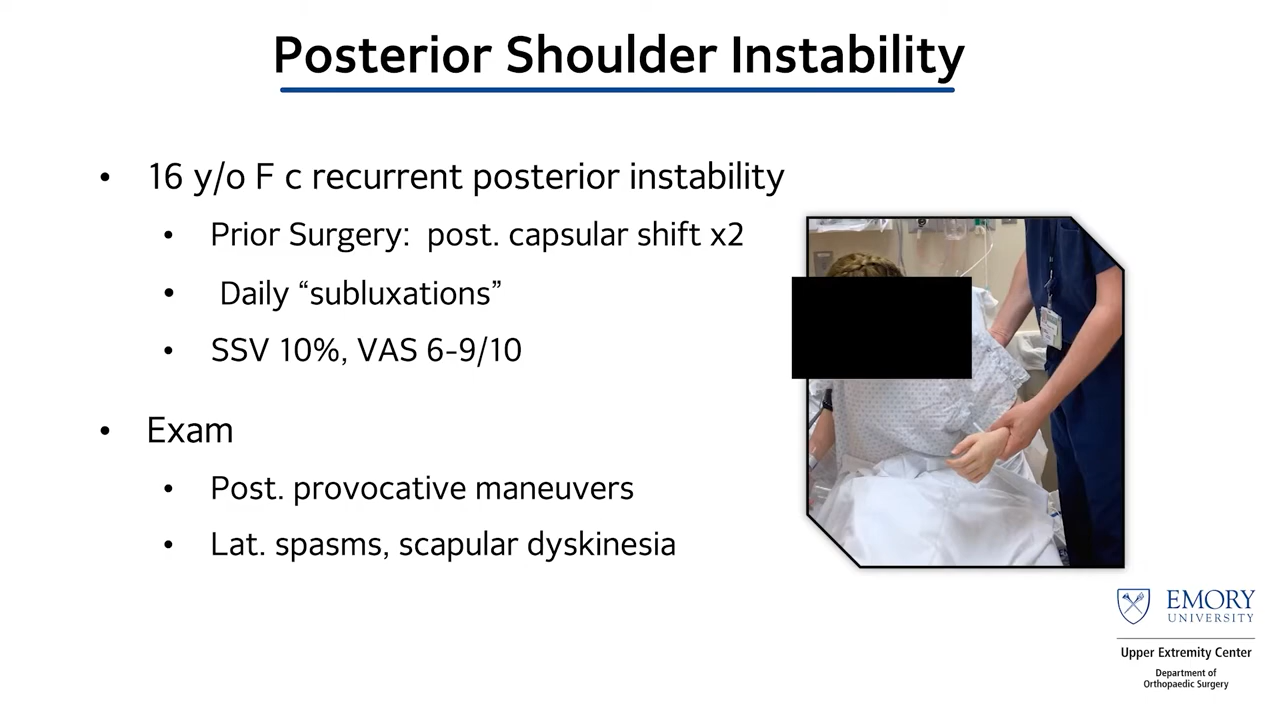 Posterior Shoulder Instability
• 16 y/o F c recurrent posterior instability
• Prior Surgery: post. capsular shift x2
• Daily “subluxations”
• SSV 10%, VAS 6-9/10
• Exam
• Post. provocative maneuvers
• Lat. spasms, scapular dyskinesia
EMORY
UNIVERSITY
Upper Extremity Center
Department of
Orthopaedic Surgery